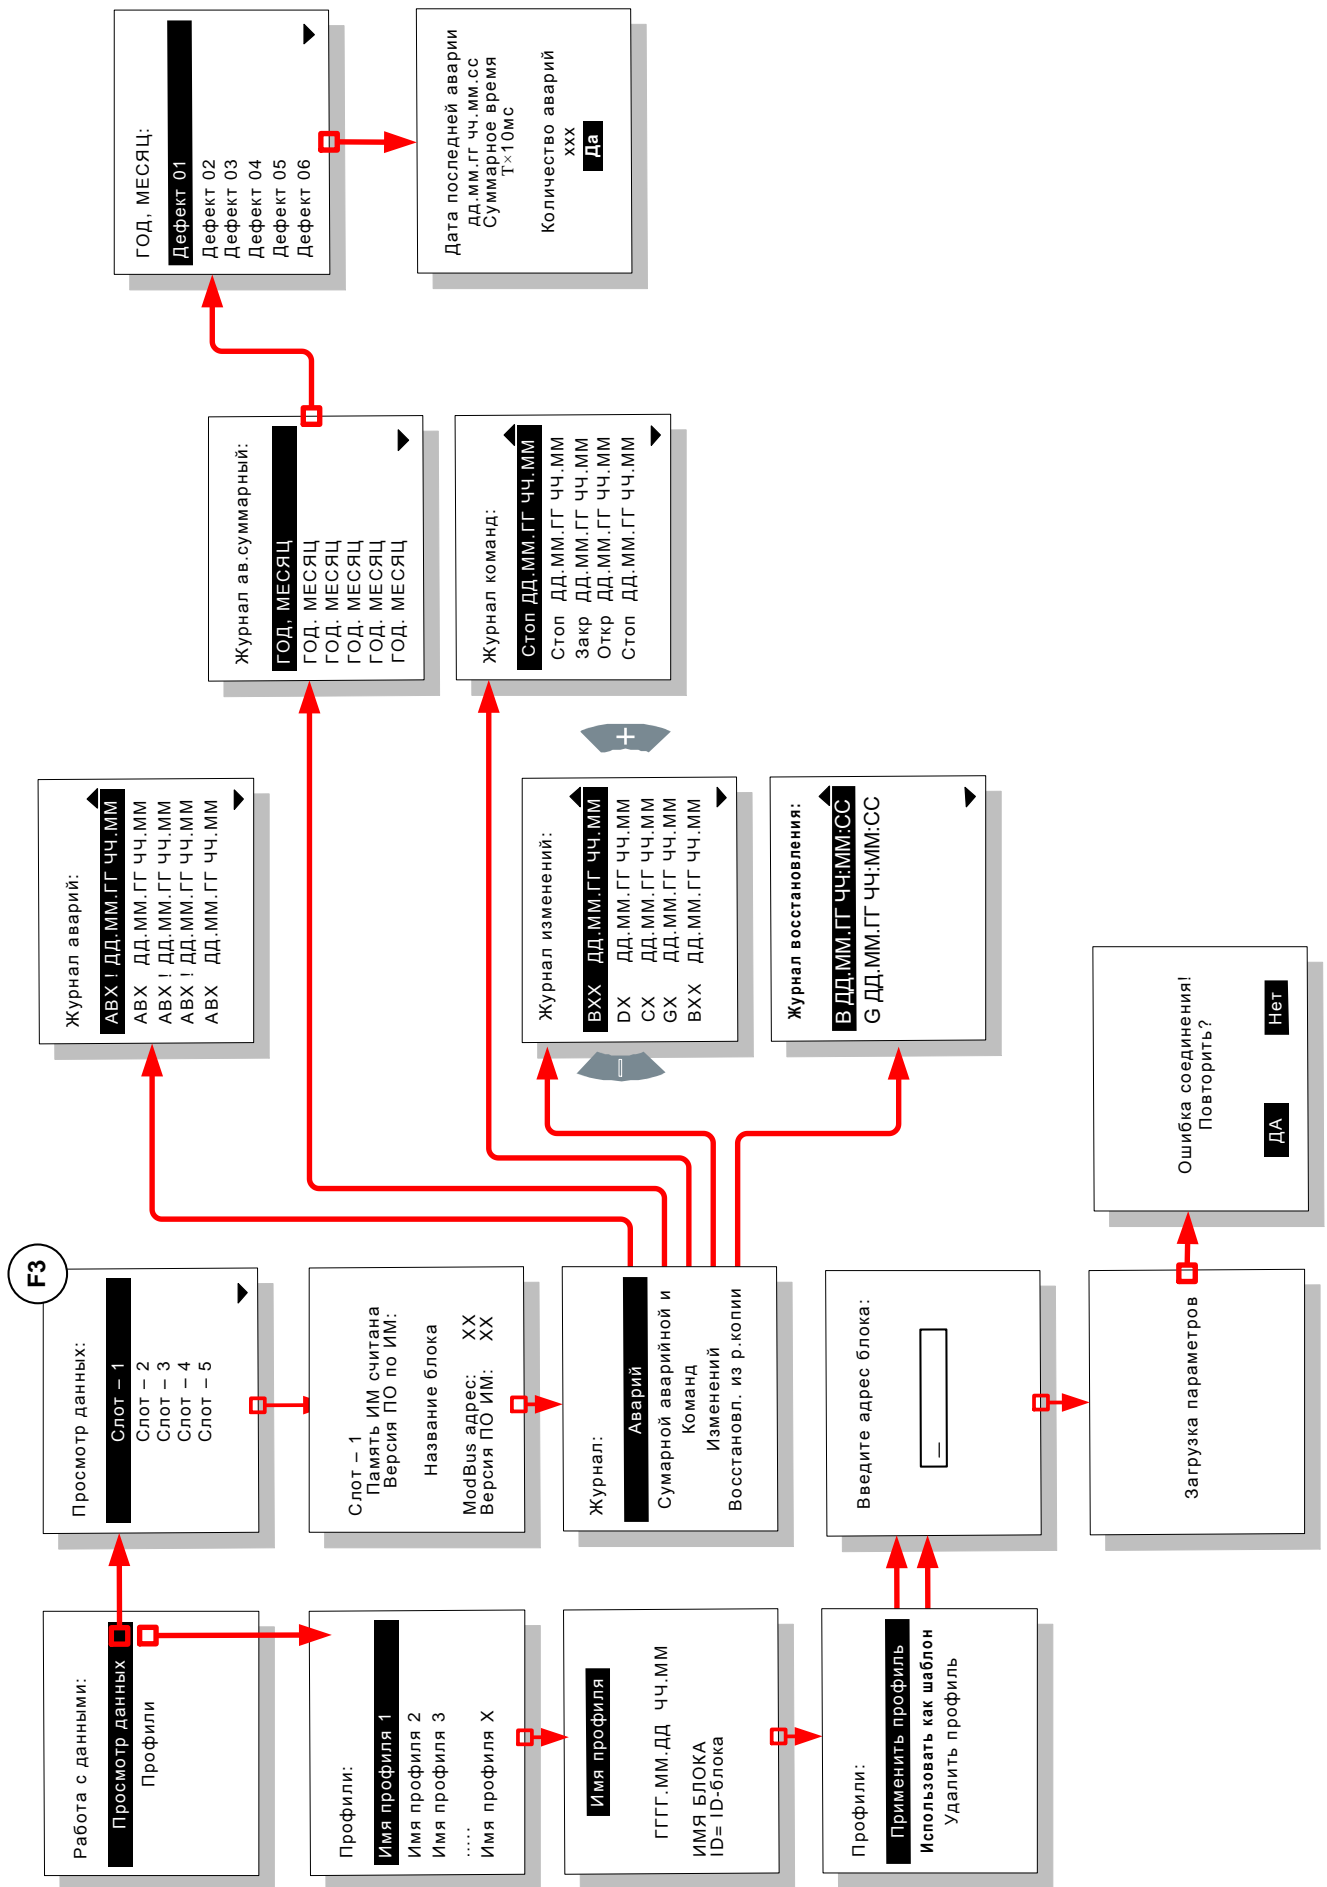 F3
Работа с данными:
Просмотр данных
Профили
Просмотр данных:
Слот – 1
Слот – 2
Слот – 3
Слот – 4
Слот – 5
Журнал аварий:
АВХ ! ДД.ММ.ГГ ЧЧ.ММ
АВХ ДД.ММ.ГГ ЧЧ.ММ
АВХ ! ДД.ММ.ГГ ЧЧ.ММ
АВХ ! ДД.ММ.ГГ ЧЧ.ММ
АВХ ДД.ММ.ГГ ЧЧ.ММ
Журнал ав.суммарный:
ГОД, МЕСЯЦ
ГОД. МЕСЯЦ
ГОД. МЕСЯЦ
ГОД. МЕСЯЦ
ГОД. МЕСЯЦ
ГОД. МЕСЯЦ
ГОД, МЕСЯЦ:
Дефект 01
Дефект 02
Дефект 03
Дефект 04
Дефект 05
Дефект 06
Профили:
Имя профиля 1
Имя профиля 2
Имя профиля 3
.....
Имя профиля X
Слот – 1
Память ИМ считана
Версия ПО по ИМ:
Название блока
ModBus адрес: XX
Версия ПО ИМ: XX
Журнал команд:
Стоп ДД.ММ.ГГ ЧЧ.ММ
Стоп ДД.ММ.ГГ ЧЧ.ММ
Закр ДД.ММ.ГГ ЧЧ.ММ
Откр ДД.ММ.ГГ ЧЧ.ММ
Стоп ДД.ММ.ГГ ЧЧ.ММ
Дата последней аварии
дд.мм.гг чч.мм.сс
Суммарное время
Т×10мс
Количество аварий
xxx
Да
Имя профиля
ГГГГ.ММ.ДД ЧЧ.ММ
ИМЯ БЛОКА
ID= ID-блока
Журнал:
Аварий
Сумарной аварийной и
Команд
Изменений
Восстановл. из р.копии
–
+
Журнал изменений:
BXX ДД.ММ.ГГ ЧЧ.ММ
DX ДД.ММ.ГГ ЧЧ.ММ
CX ДД.ММ.ГГ ЧЧ.ММ
GX ДД.ММ.ГГ ЧЧ.ММ
BXX ДД.ММ.ГГ ЧЧ.ММ
Журнал восстановления:
В ДД.ММ.ГГ ЧЧ:ММ:СС
G ДД.ММ.ГГ ЧЧ:ММ:СС
Профили:
Применить профиль
Использовать как шаблон
Удалить профиль
Введите адрес блока:
_
Загрузка параметров
Ошибка соединения!
Повторить?
ДА Нет